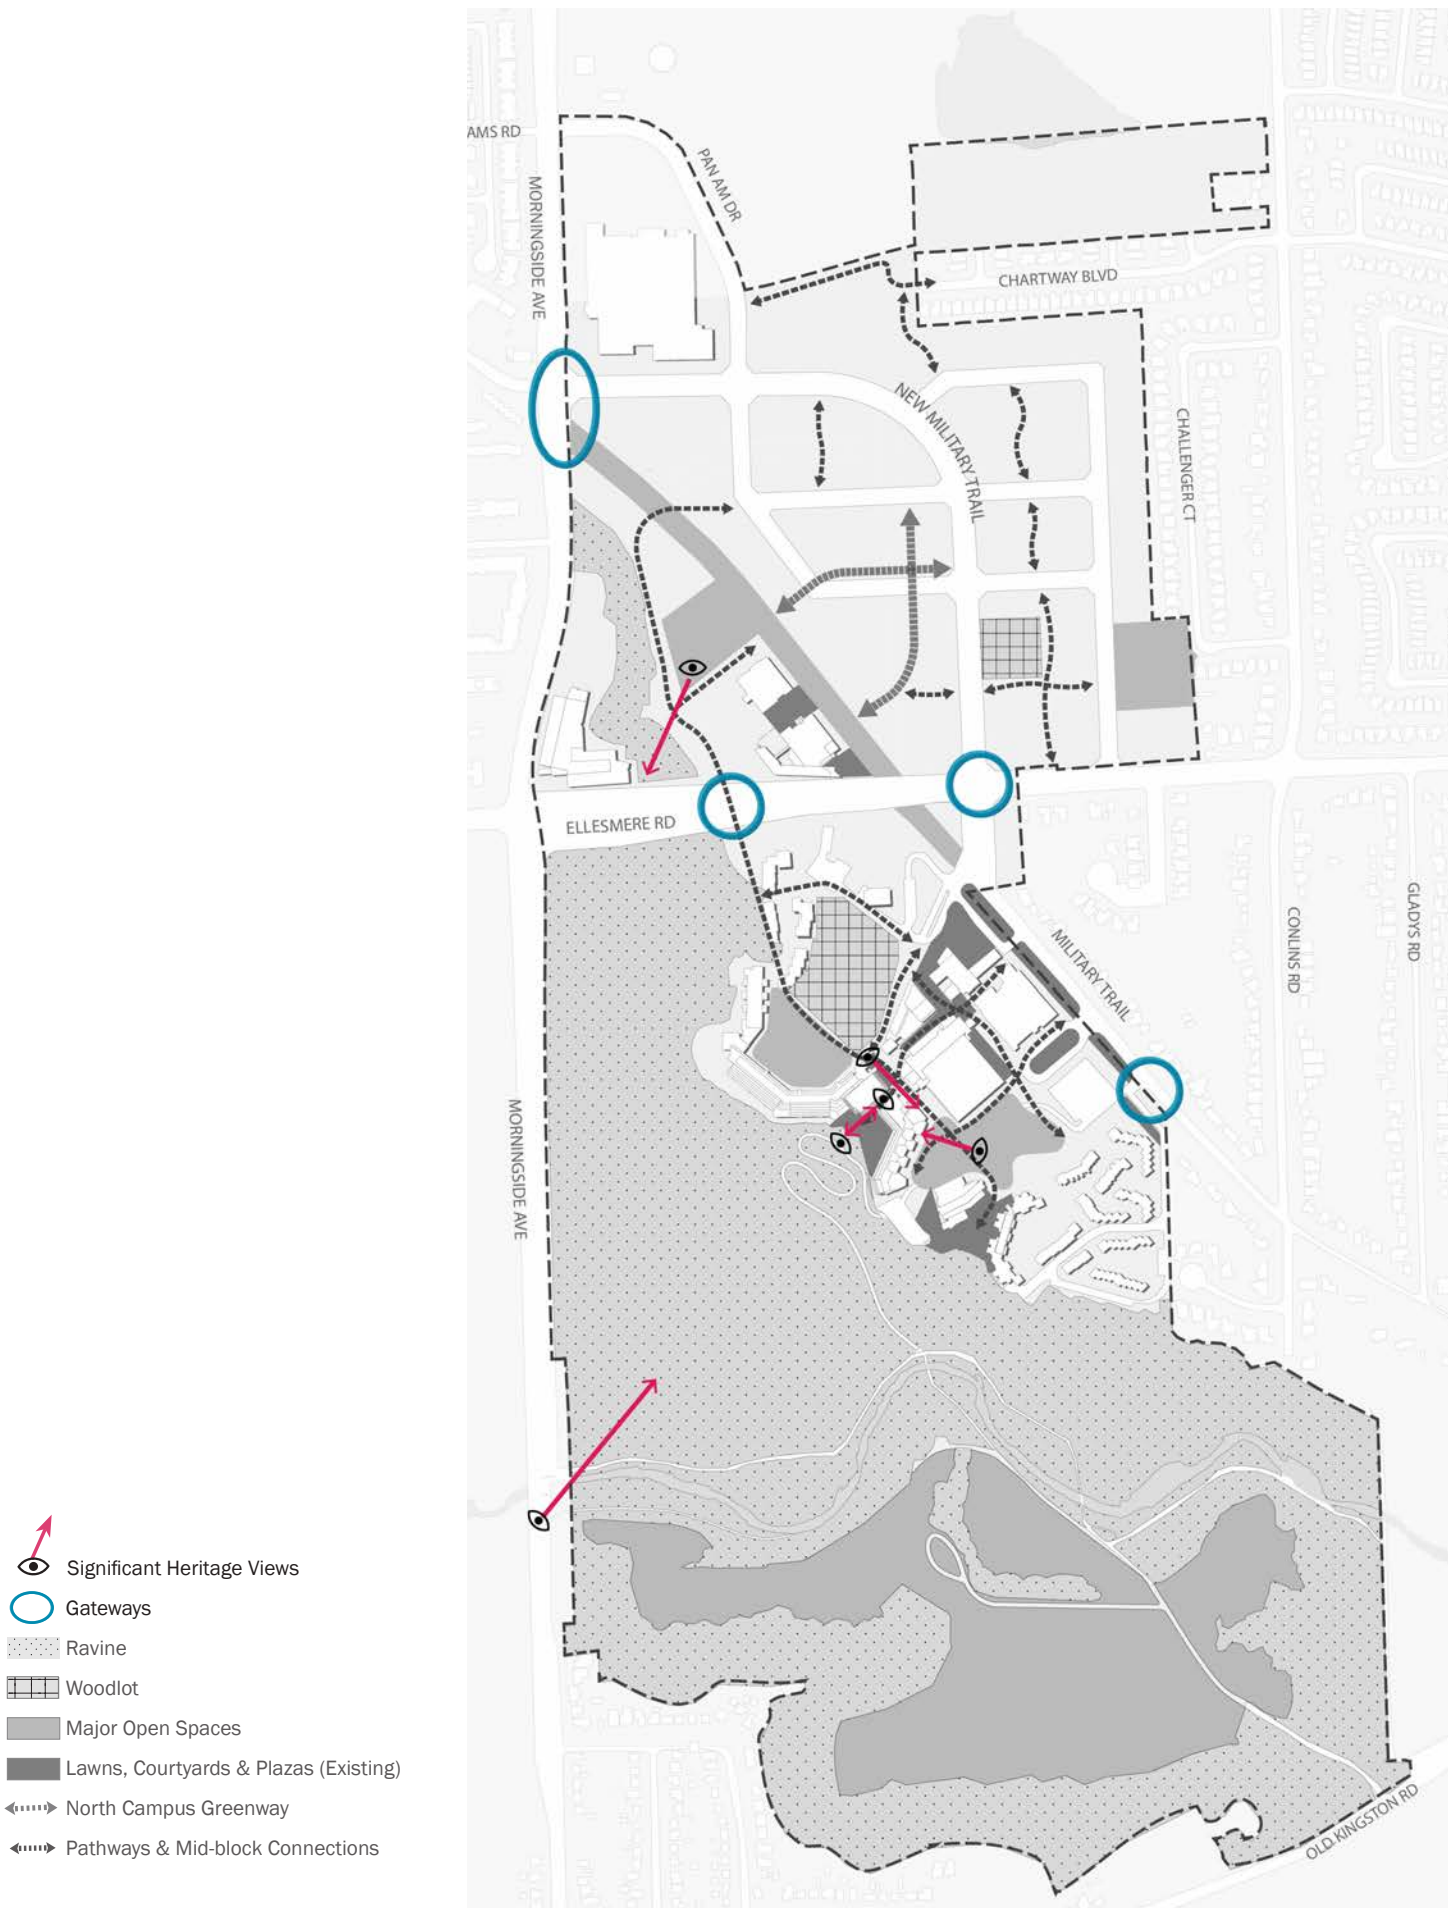 AMS RD
PAN AM DR
MORNINGSIDE AVE
CHARTWAY BLVD
NEW MILITARY TRAIL
CHALLENGER CT
ELLESMERE RD
GLADYS RD
CONLINS RD
MILITARY TRAIL
MORNINGSIDE AVE
OLD KINGSTON RD
Significant Heritage Views
Gateways
Ravine
Woodlot
Major Open Spaces
Lawns, Courtyards & Plazas (Existing)
North Campus Greenway
Pathways & Mid-block Connections